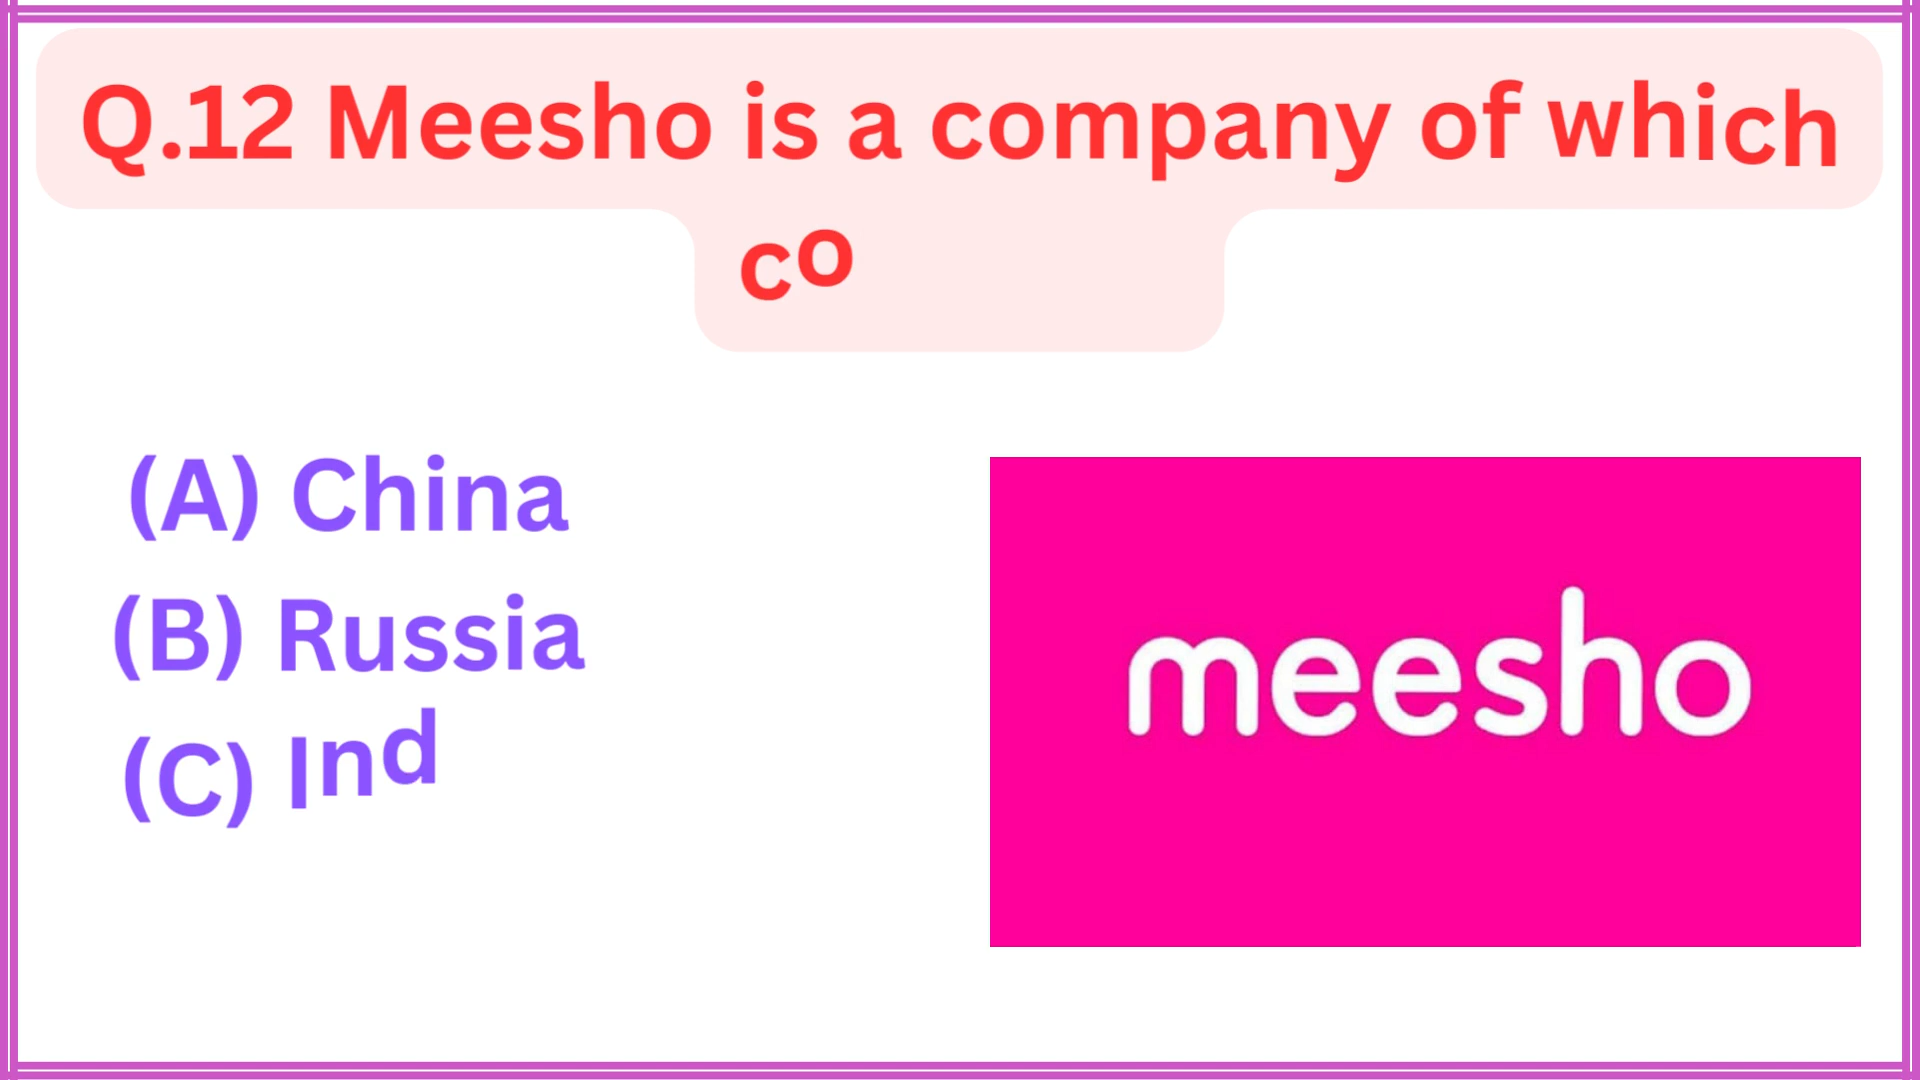 Q.12 Meesho is a company of which
co
(A) China
(B) Russia
(C) Ind
meesho